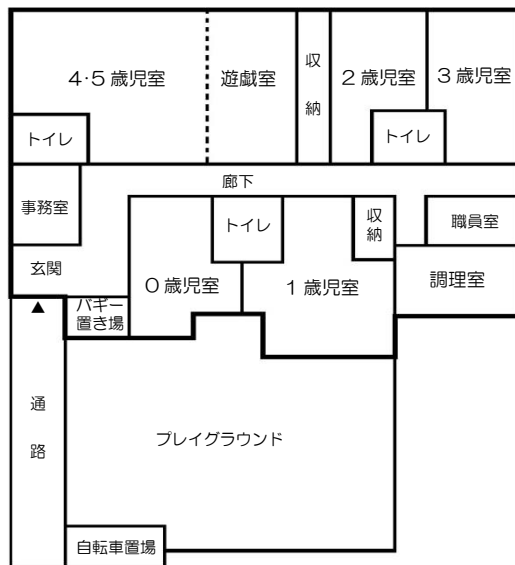 4･5 歳児室
遊戯室
収
納
2 歳児室
3 歳児室
トイレ
トイレ
廊下
事務室
トイレ
収
納
職員室
玄関
0 歳児室
1 歳児室
調理室
▲
バギー
置き場
通
路
プレイグラウンド
自転車置場